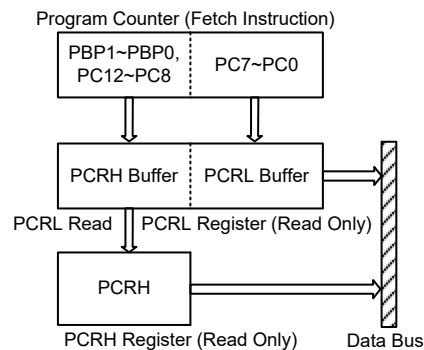 Program Counter (Fetch Instruction)
PBP1~PBP0,
PC12~PC8
PC7~PC0
PCRH Buffer
PCRL Buffer
PCRL Read
PCRL Register (Read Only)
PCRH
PCRH Register (Read Only)
Data Bus